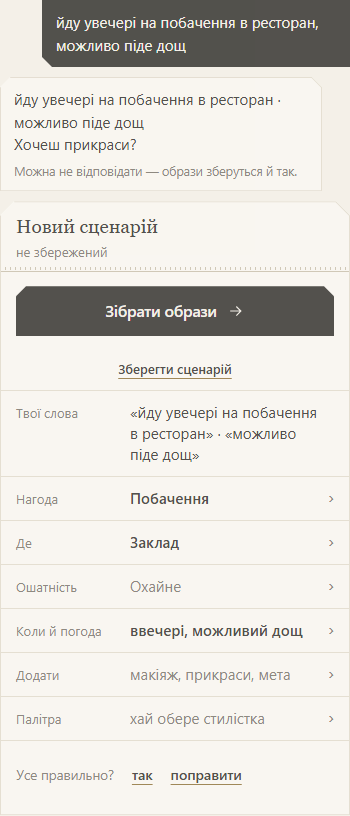 йду увечері на побачення в ресторан,
можливо піде дощ
йду увечері на побачення в ресторан ·
можливо піде дощ
Хочеш прикраси?
Можна не відповідати — образи зберуться й так.
Новий сценарій
не збережений
Зібрати образи →
Зберегти сценарій
Твої слова «йду увечері на побачення
в ресторан» · «можливо
піде дощ»
Нагода Побачення ›
Де Заклад ›
Ошатність Охайне ›
Коли й погода ввечері, можливий дощ ›
Додати макіяж, прикраси, мета ›
Палітра хай обере стилістка ›
Усе правильно? так поправити